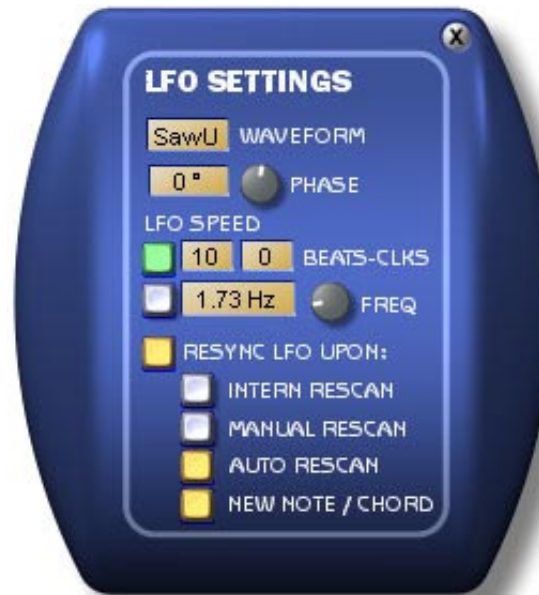 X
LFO SETTINGS
SawU WAVEFORM
0° PHASE
LFO SPEED
10 0 BEATS-CLKS
1.73 Hz FREQ
RESYNC LFO UPON:
INTERN RESCAN
MANUAL RESCAN
AUTO RESCAN
NEW NOTE / CHORD